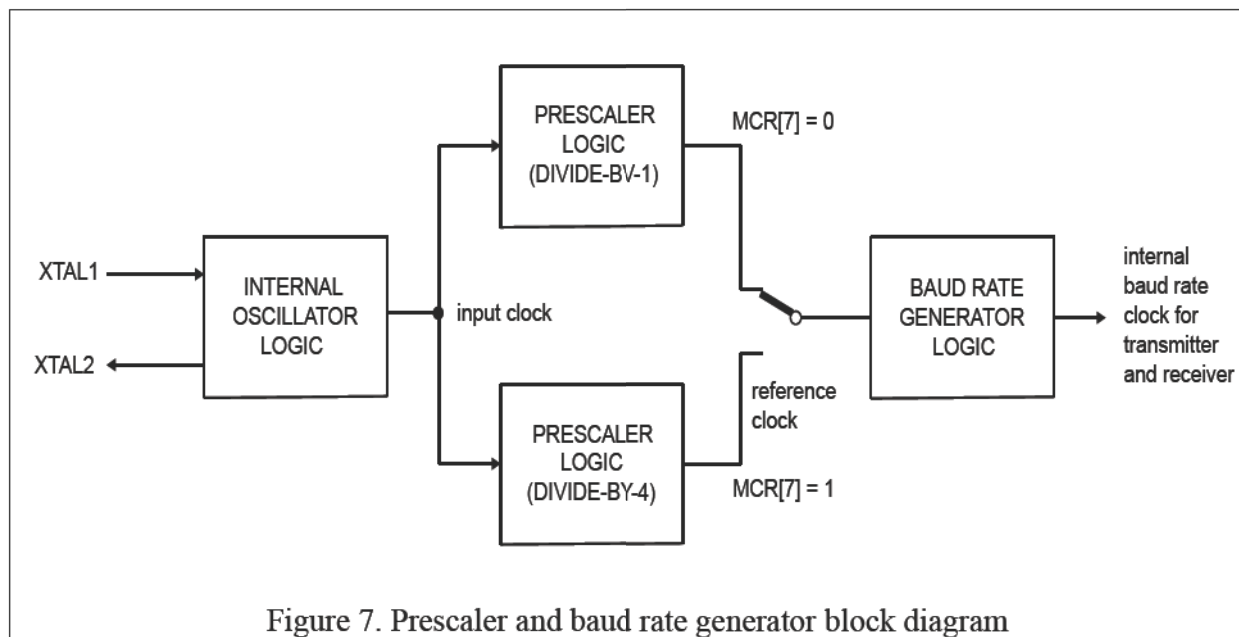 PRESCALER
LOGIC
(DIVIDE-BV-1)
MCR[7] = 0
XTAL1
XTAL2
INTERNAL
OSCILLATOR
LOGIC
input clock
BAUD RATE
GENERATOR
LOGIC
internal
baud rate
clock for
transmitter
and receiver
reference
clock
PRESCALER
LOGIC
(DIVIDE-BY-4)
MCR[7] = 1
Figure 7. Prescaler and baud rate generator block diagram